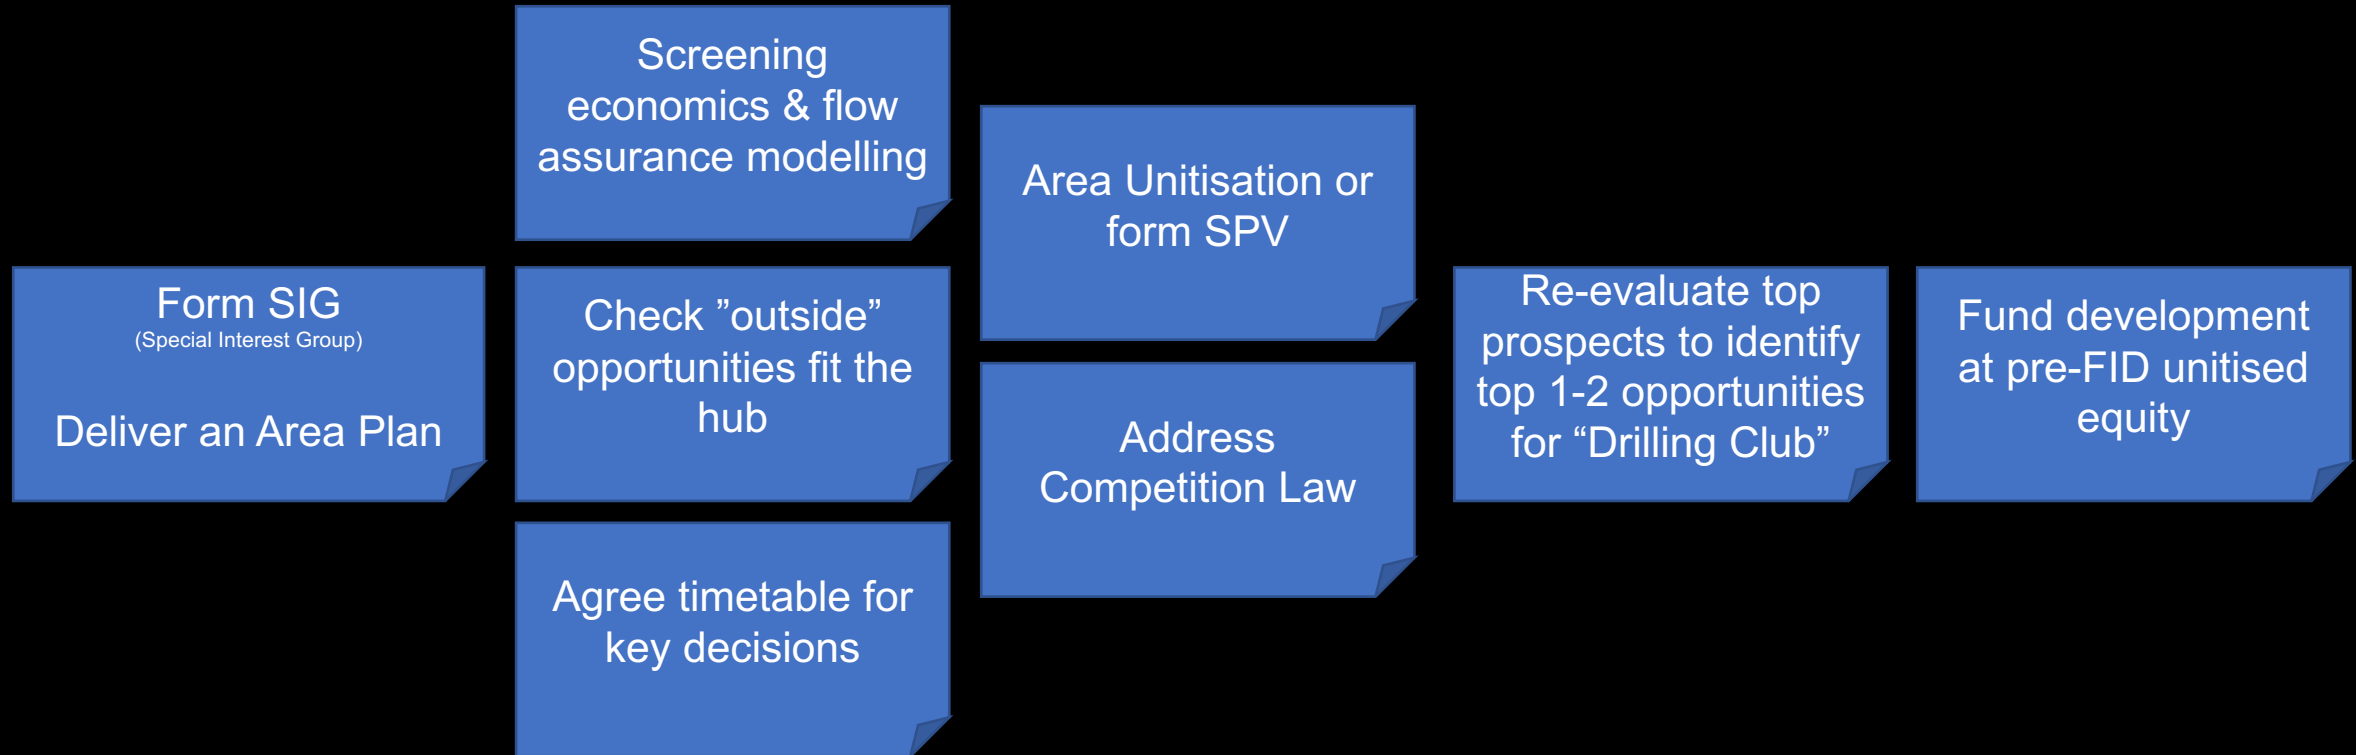 Form SIG
(Special Interest Group)
Deliver an Area Plan
Screening
economics & flow
assurance modelling
Check ”outside”
opportunities fit the
hub
Agree timetable for
key decisions
Area Unitisation or
form SPV
Address
Competition Law
Re-evaluate top
prospects to identify
top 1-2 opportunities
for “Drilling Club”
Fund development
at pre-FID unitised
equity